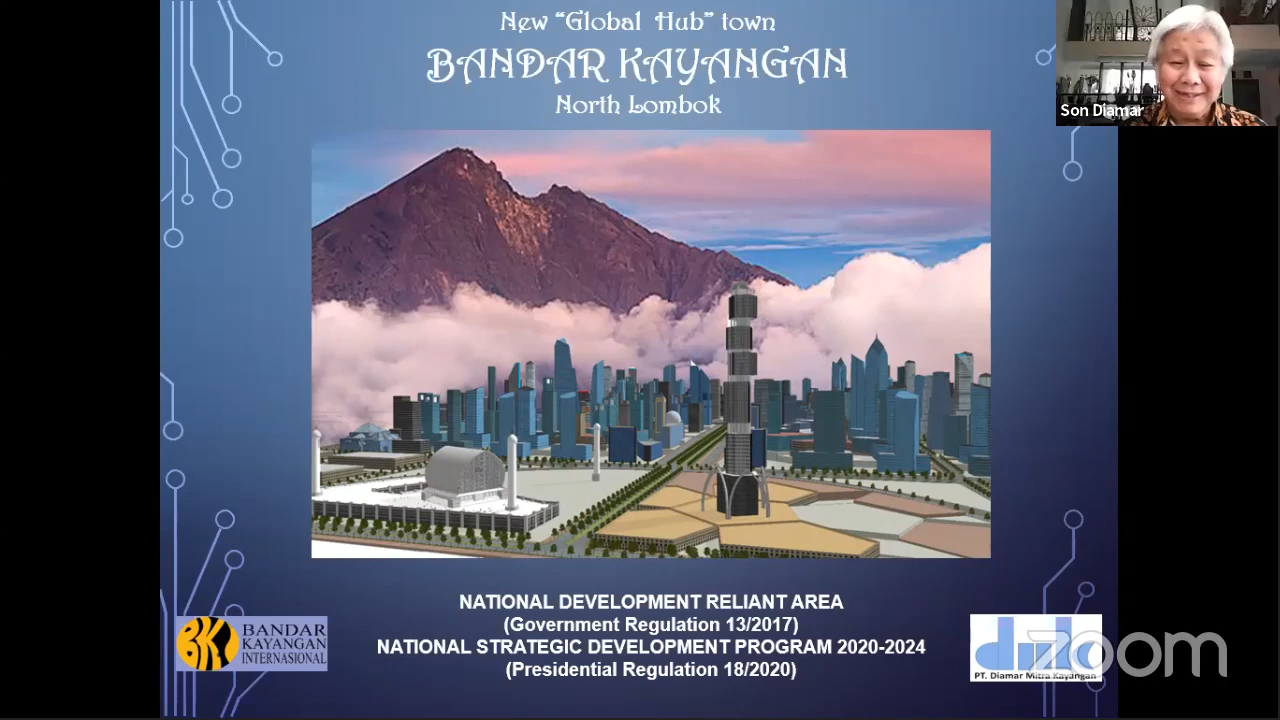 New “Global Hub” town
BANDAR KAYANGAN
North Lombok
Son Diamar
NATIONAL DEVELOPMENT RELIANT AREA
(Government Regulation 13/2017)
NATIONAL STRATEGIC DEVELOPMENT PROGRAM 2020-2024
(Presidential Regulation 18/2020)
BK
BANDAR
KAYANGAN
INTERNASIONAL
zoom
PT. Diamar Mitra Kayangan